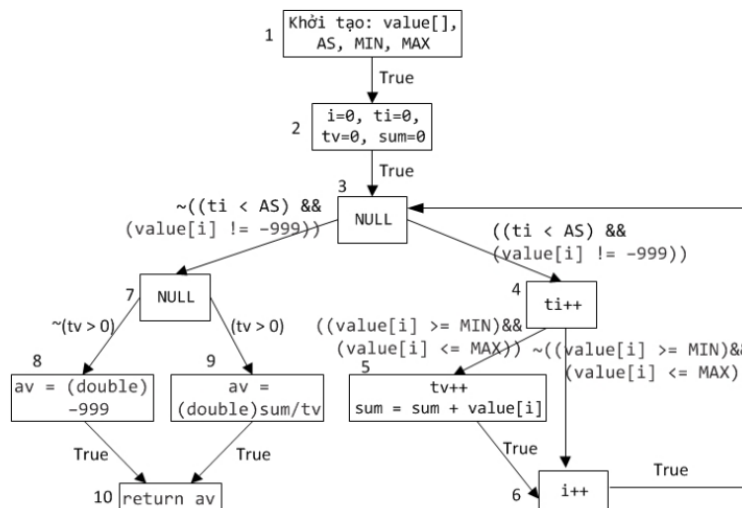 1
Khởi tạo: value[],
AS, MIN, MAX
True
2
i=0, ti=0,
tv=0, sum=0
True
3
NULL
~((ti < AS) &&
(value[i] != -999))
((ti < AS) &&
(value[i] != -999))
7
NULL
4
ti++
~(tv > 0)
(tv > 0)
((value[i] >= MIN)&&
(value[i] <= MAX))
~((value[i] >= MIN)&&
(value[i] <= MAX)
8
av = (double)
-999
9
av =
(double)sum/tv
5
tv++
sum = sum + value[i]
True
True
True
True
10
return av
6
i++